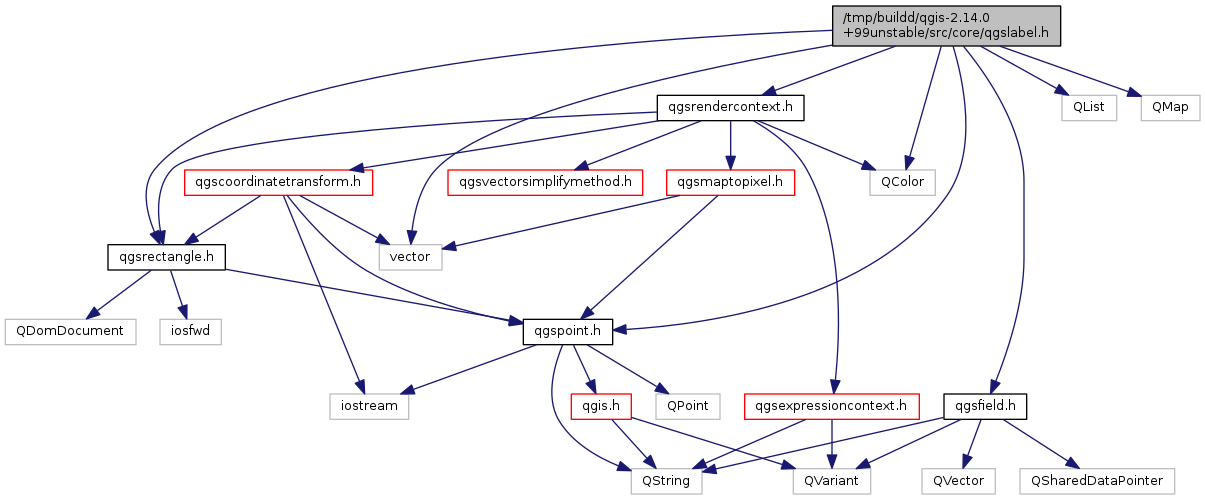 /tmp/buildd/qgis-2.14.0
+99unstable/src/core/qgslabel.h
qgsrendercontext.h
QList
QMap
qgscoordinatetransform.h
qgsvectorsimplifymethod.h
qgsmaptopixel.h
QColor
qgsrectangle.h
vector
QDomDocument
iosfwd
qgspoint.h
iostream
qgis.h
QPoint
qgsexpressioncontext.h
qgsfield.h
QString
QVariant
QVector
QSharedDataPointer